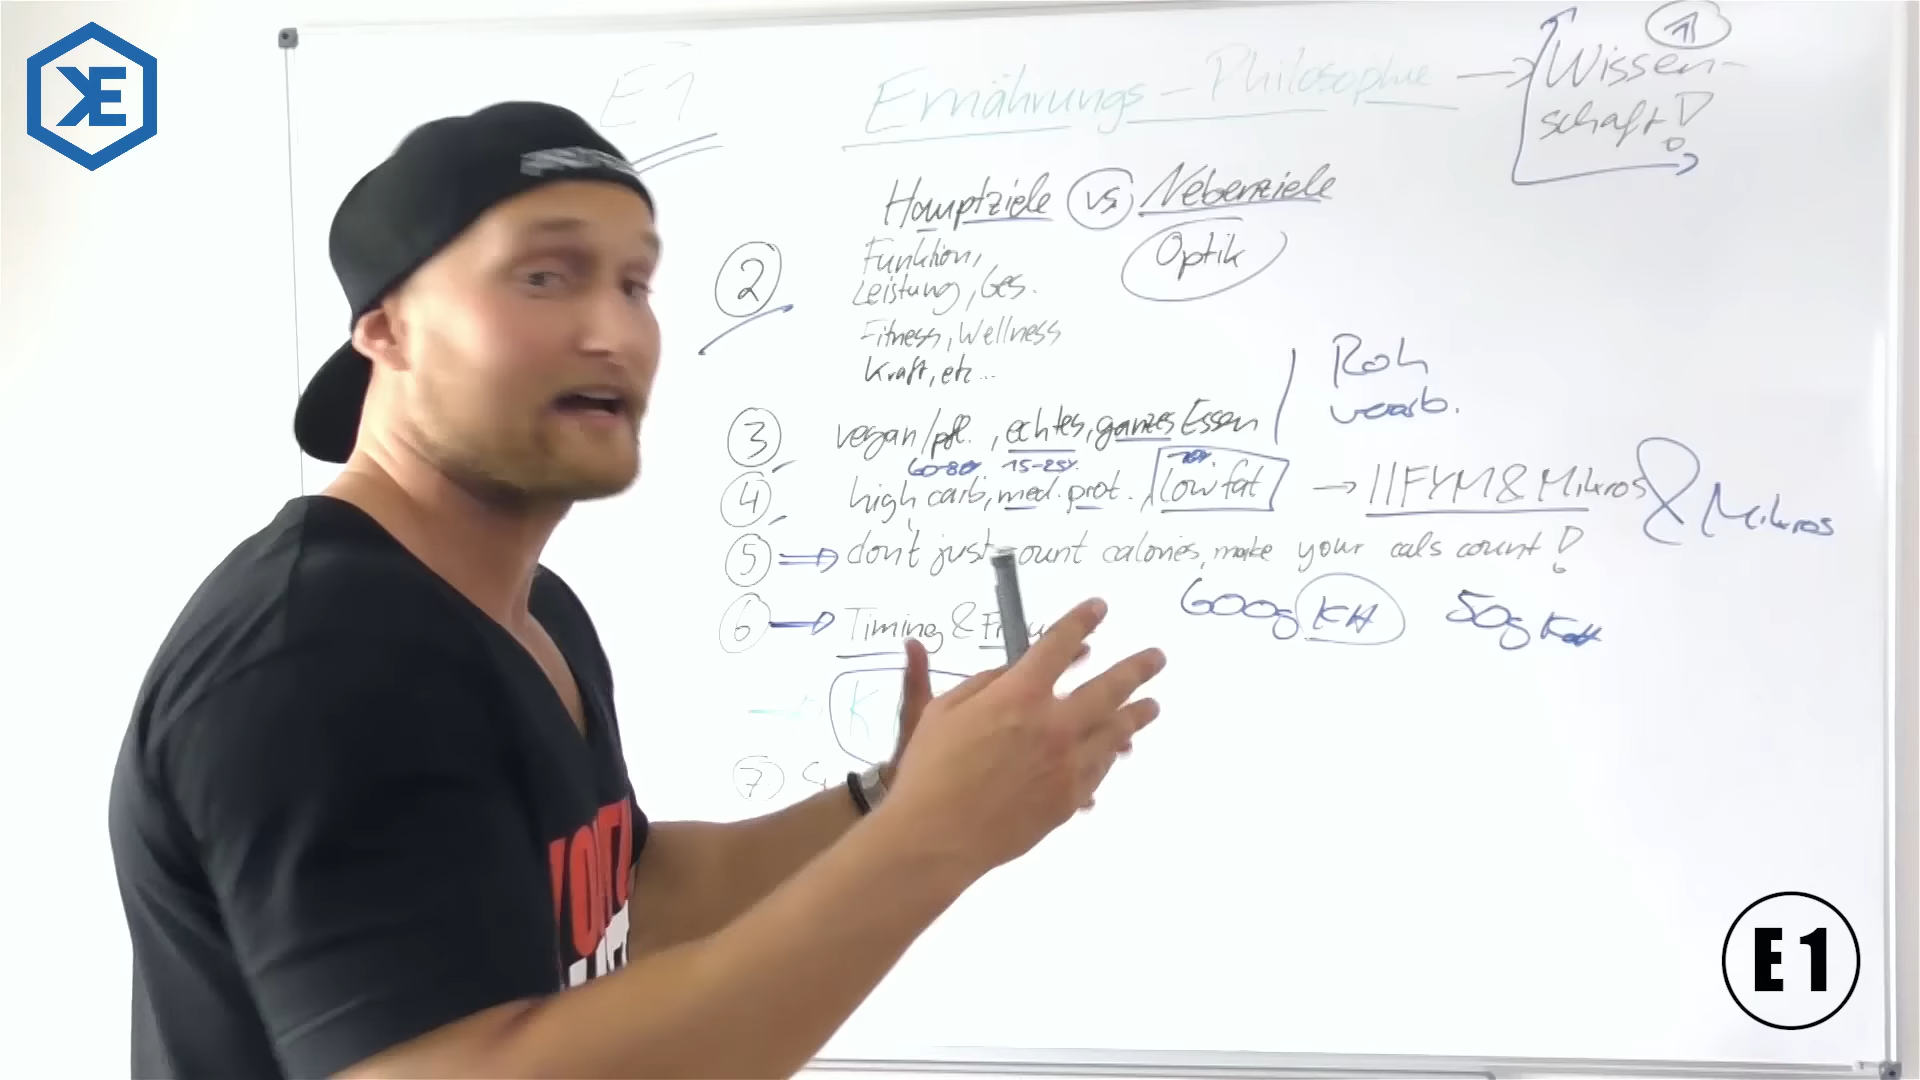 KE
E1
Ernährungs-Philosophie → Wissen-
schaft!
Hauptziele vs Nebenziele
Optik
2
Funktion,
Leistung, Ges.
Fitness, Wellness
Kraft, etc...
Roh
verarb.
3 vegan/pfl., echtes, ganzes Essen
60-80% 15-25%
4 high carb, med. prot. low fat → IIFYM & Mikros & Mikros
5 ⇒ don't just count calories, make your cals count!
600g KH 50g
6 ⇒ Timing &
→ K
7
E1